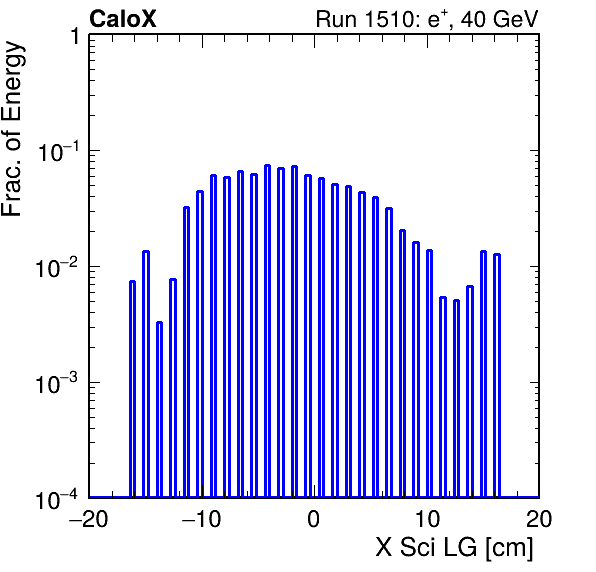 CaloX Run 1510: e⁺, 40 GeV
Frac. of Energy
1
10⁻¹
10⁻²
10⁻³
10⁻⁴
−20 −10 0 10 20
X Sci LG [cm]